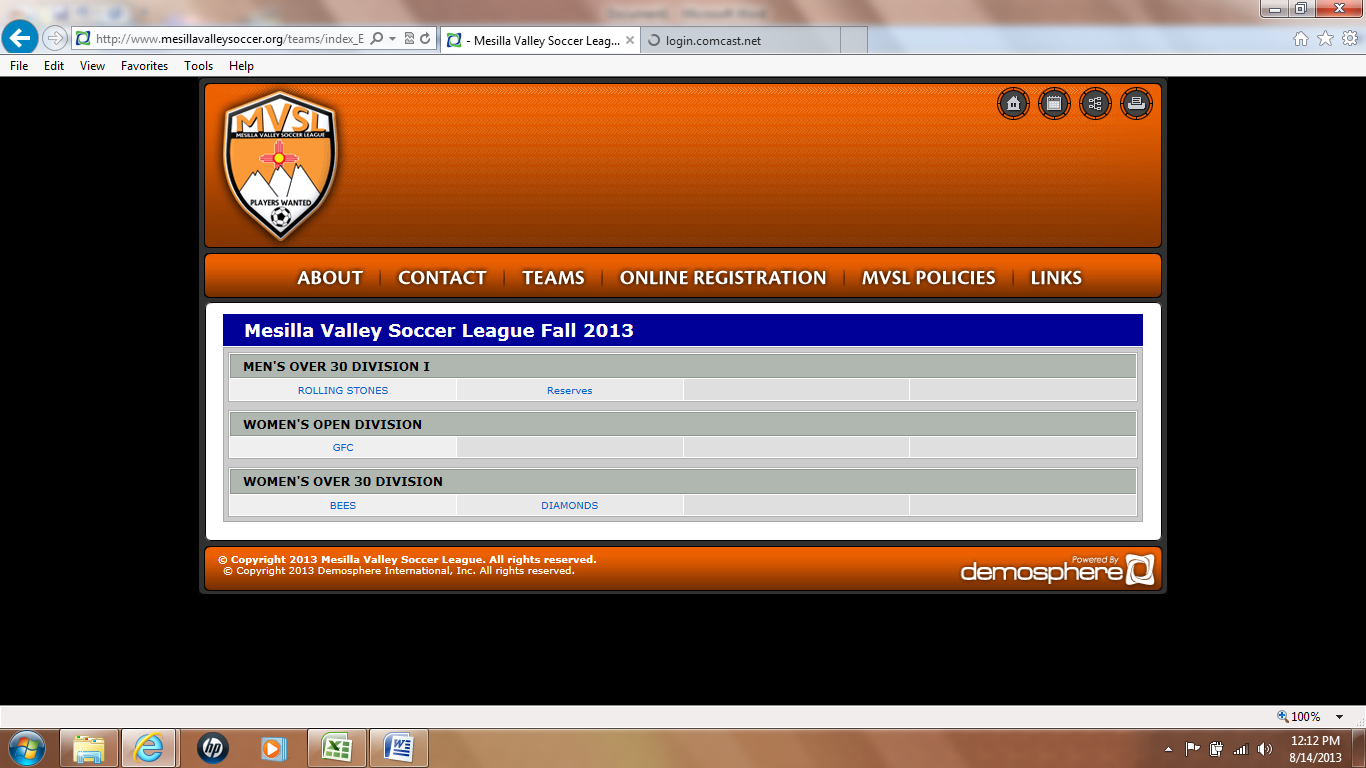 http://www.mesillavalleysoccer.org/teams/index_E
- Mesilla Valley Soccer Leag...
login.comcast.net
File Edit View Favorites Tools Help
MVSL
MESILLA VALLEY SOCCER LEAGUE
PLAYERS WANTED
ABOUT CONTACT TEAMS ONLINE REGISTRATION MVSL POLICIES LINKS
Mesilla Valley Soccer League Fall 2013
MEN'S OVER 30 DIVISION I
ROLLING STONES Reserves
WOMEN'S OPEN DIVISION
GFC
WOMEN'S OVER 30 DIVISION
BEES DIAMONDS
© Copyright 2013 Mesilla Valley Soccer League. All rights reserved.
© Copyright 2013 Demosphere International, Inc. All rights reserved.
Powered By
demosphere
100%
hp
12:12 PM
8/14/2013